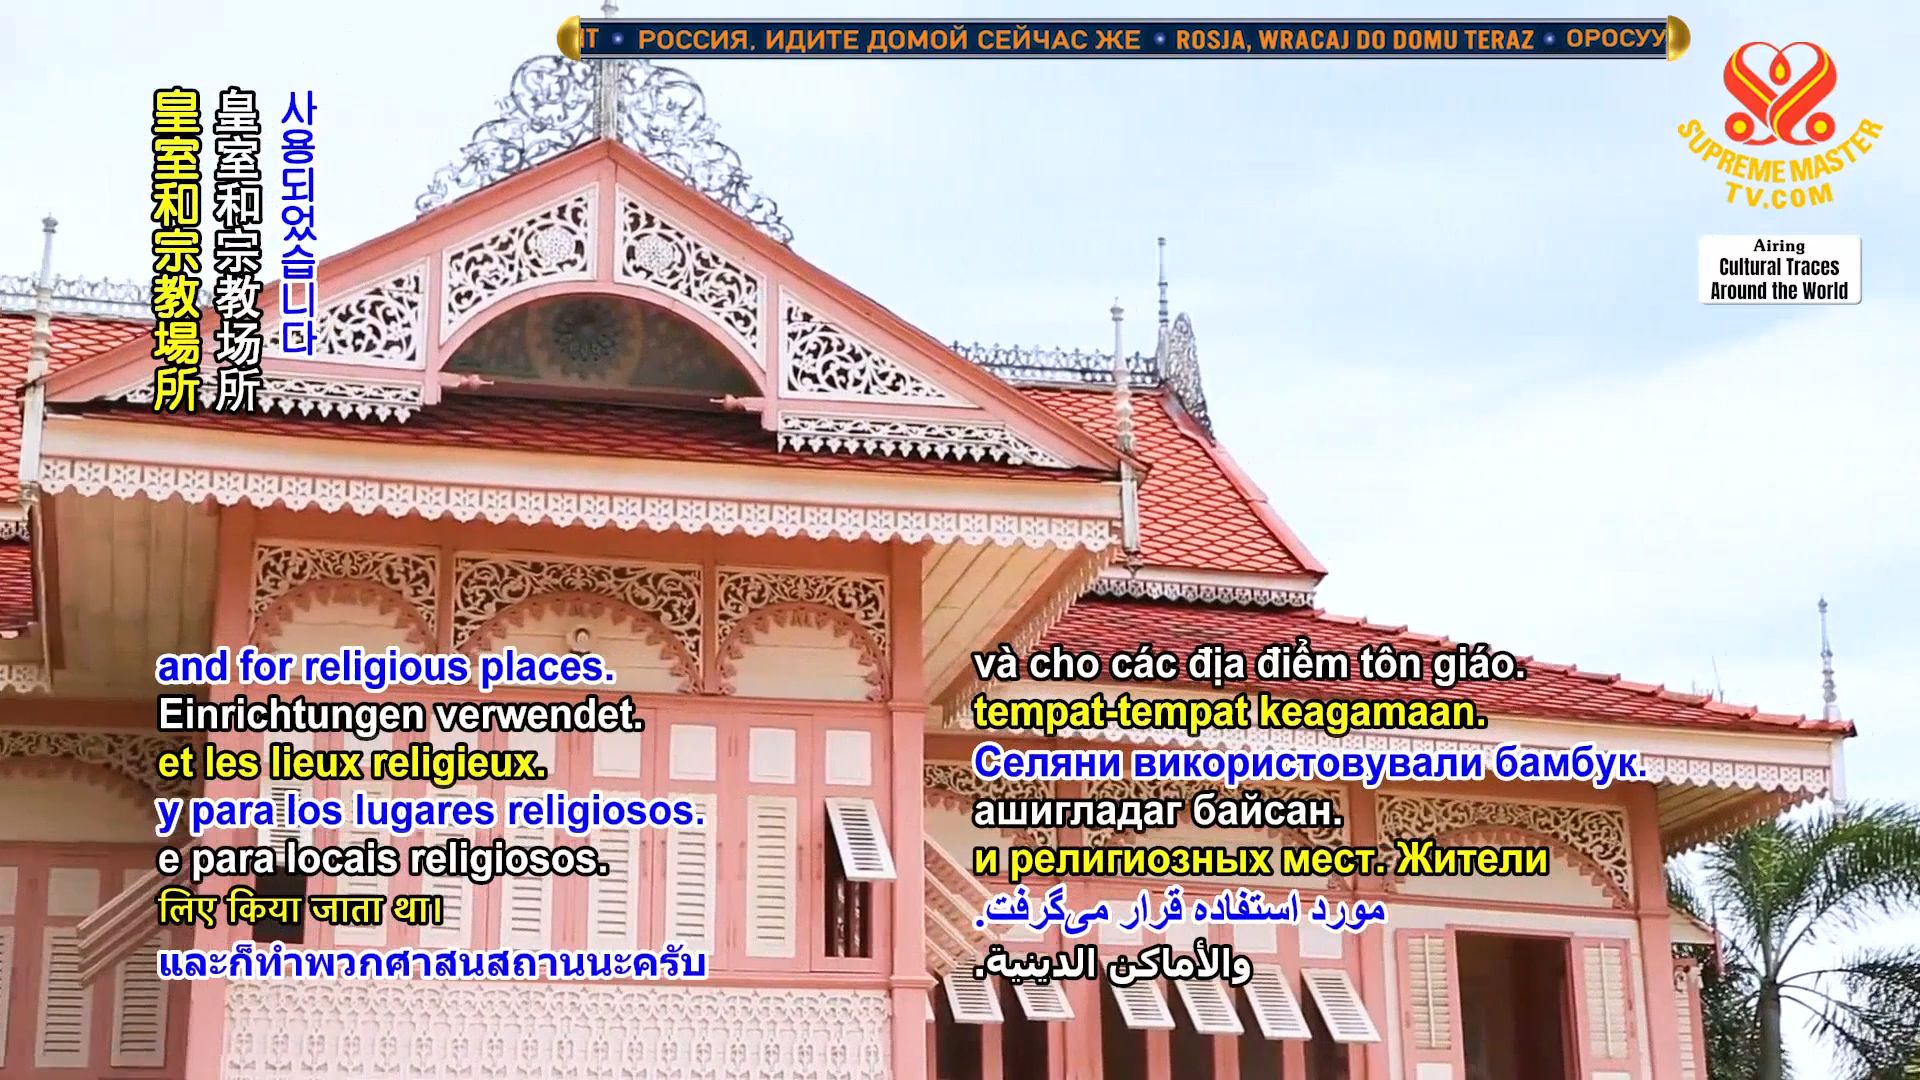 РОССИЯ, ИДИТЕ ДОМОЙ СЕЙЧАС ЖЕ • ROSJA, WRACAJ DO DOMU TERAZ •
SUPREME MASTER
TV.COM
Airing
Cultural Traces
Around the World
사용되었습니다
皇室和宗教场所
皇室和宗教場所
and for religious places.
Einrichtungen verwendet.
et les lieux religieux.
y para los lugares religiosos.
e para locais religiosos.
लिए किया जाता था।
และก็ทำพวกศาสนสถานนะครับ
và cho các địa điểm tôn giáo.
tempat-tempat keagamaan.
Селяни використовували бамбук.
ашигладаг байсан.
и религиозных мест. Жители
مورد استفاده قرار می‌گرفت.
والأماكن الدينية.